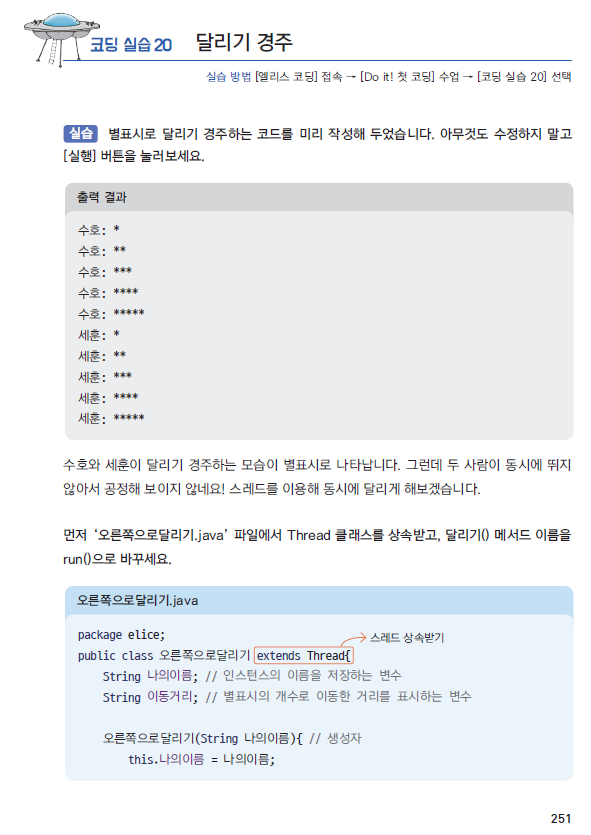 코딩 실습 20 달리기 경주
실습 방법 [엘리스 코딩] 접속 → [Do it! 첫 코딩] 수업 → [코딩 실습 20] 선택
실습 별표시로 달리기 경주하는 코드를 미리 작성해 두었습니다. 아무것도 수정하지 말고
[실행] 버튼을 눌러보세요.
출력 결과
수호: *
수호: **
수호: ***
수호: ****
수호: *****
세훈: *
세훈: **
세훈: ***
세훈: ****
세훈: *****
수호와 세훈이 달리기 경주하는 모습이 별표시로 나타납니다. 그런데 두 사람이 동시에 뛰지
않아서 공정해 보이지 않네요! 스레드를 이용해 동시에 달리게 해보겠습니다.
먼저 ‘오른쪽으로달리기.java’ 파일에서 Thread 클래스를 상속받고, 달리기() 메서드 이름을
run()으로 바꾸세요.
오른쪽으로달리기.java
package elice;
스레드 상속받기
public class 오른쪽으로달리기 extends Thread{
String 나의이름; // 인스턴스의 이름을 저장하는 변수
String 이동거리; // 별표시의 개수로 이동한 거리를 표시하는 변수
오른쪽으로달리기(String 나의이름){ // 생성자
this.나의이름 = 나의이름;
251